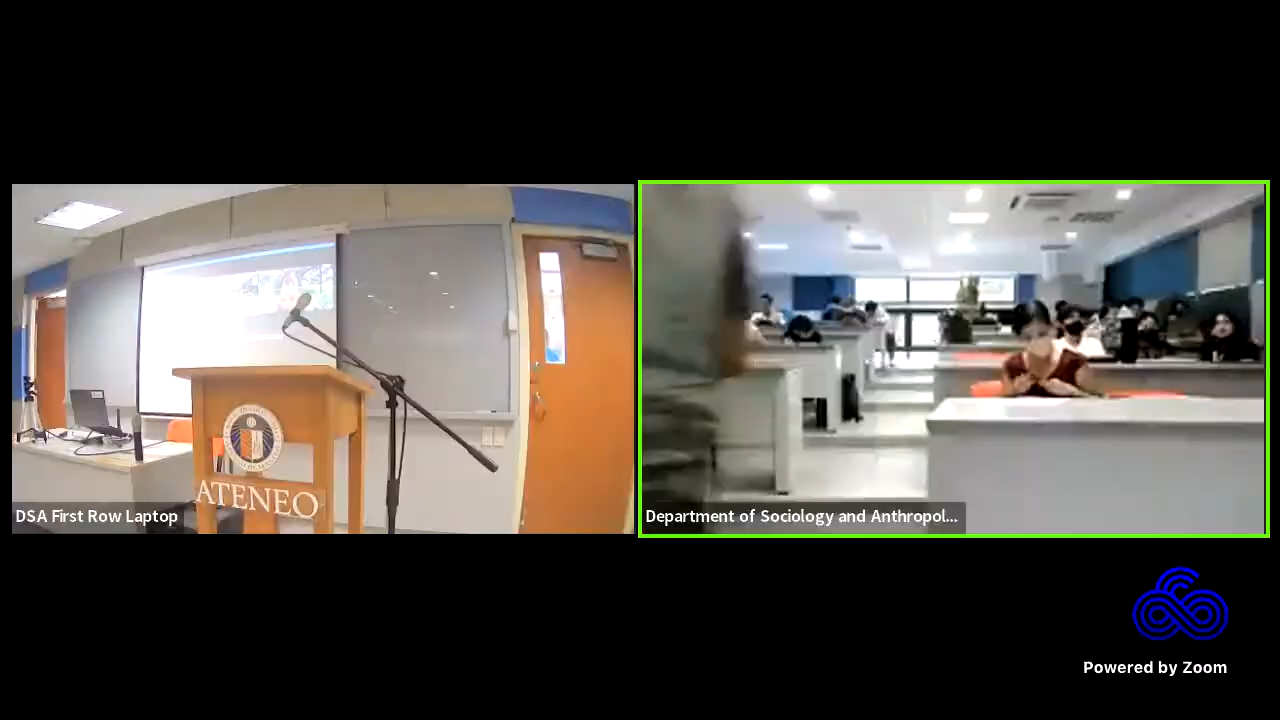 ATENEO
DSA First Row Laptop
Department of Sociology and Anthropol...
Powered by Zoom